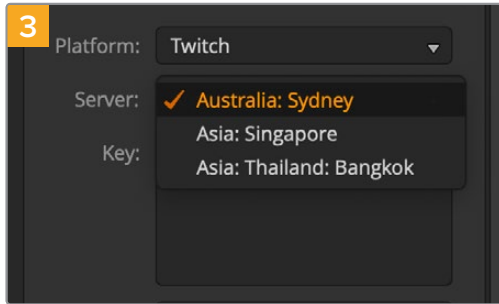 3
Platform: Twitch
Server: Australia: Sydney
Asia: Singapore
Key:
Asia: Thailand: Bangkok